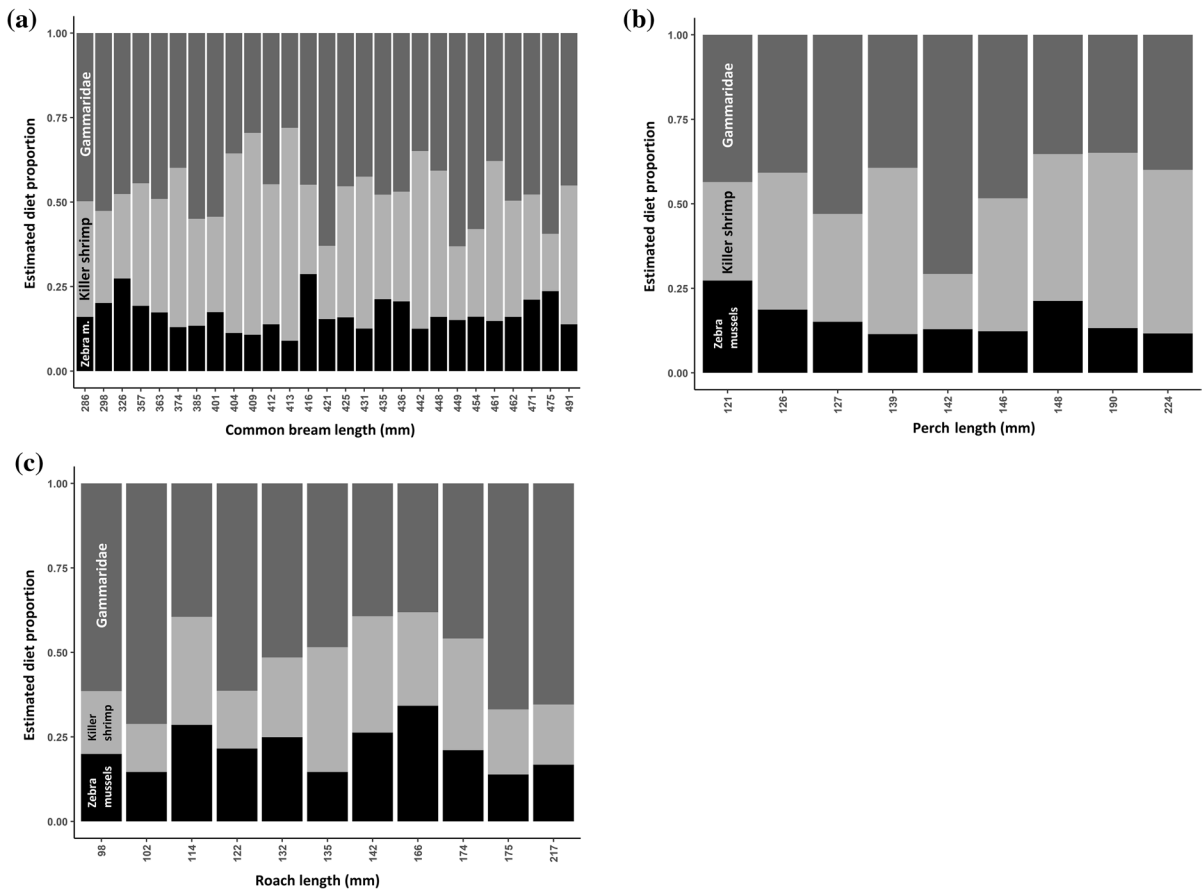 (a)
Estimated diet proportion
1.00
0.75
0.50
0.25
0.00
Gammaridae
Killer shrimp
Zebra m.
286 298 326 357 363 374 385 401 404 409 412 413 416 421 425 431 435 436 442 448 449 454 461 462 471 475 491
Common bream length (mm)
(b)
Estimated diet proportion
1.00
0.75
0.50
0.25
0.00
Gammaridae
Killer shrimp
Zebra
mussels
121 126 127 139 142 146 148 190 224
Perch length (mm)
(c)
Estimated diet proportion
1.00
0.75
0.50
0.25
0.00
Gammaridae
Killer
shrimp
Zebra
mussels
98 102 114 122 132 135 142 166 174 175 217
Roach length (mm)